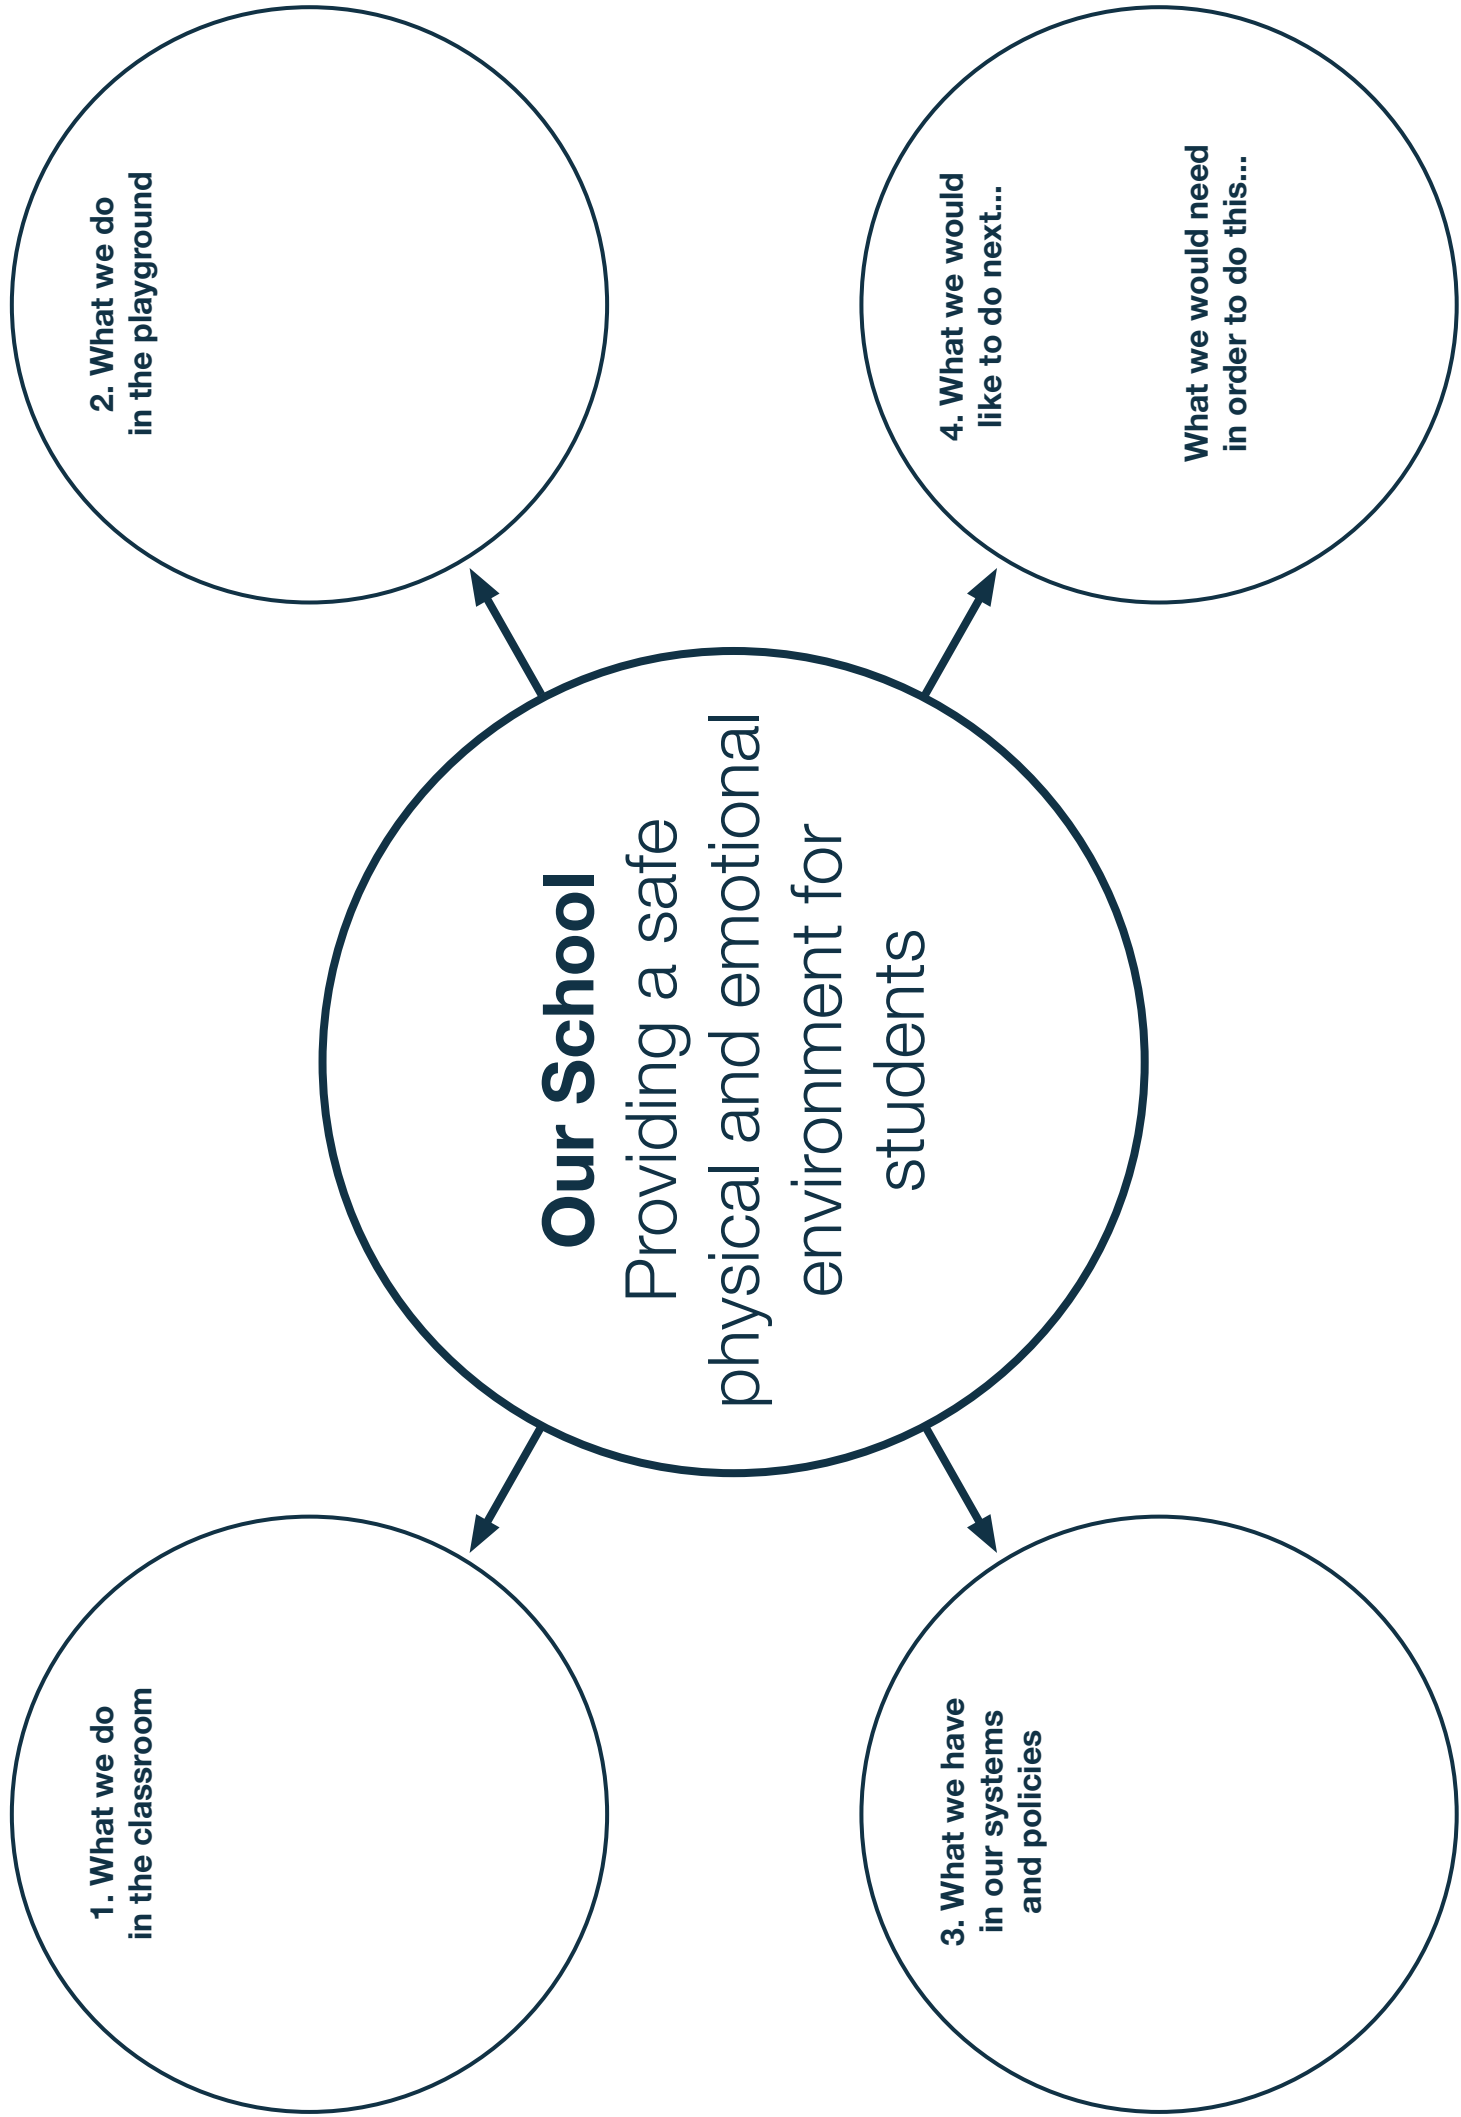 Our School
Providing a safe
physical and emotional
environment for
students
1. What we do
in the classroom
2. What we do
in the playground
3. What we have
in our systems
and policies
4. What we would
like to do next...
What we would need
in order to do this...